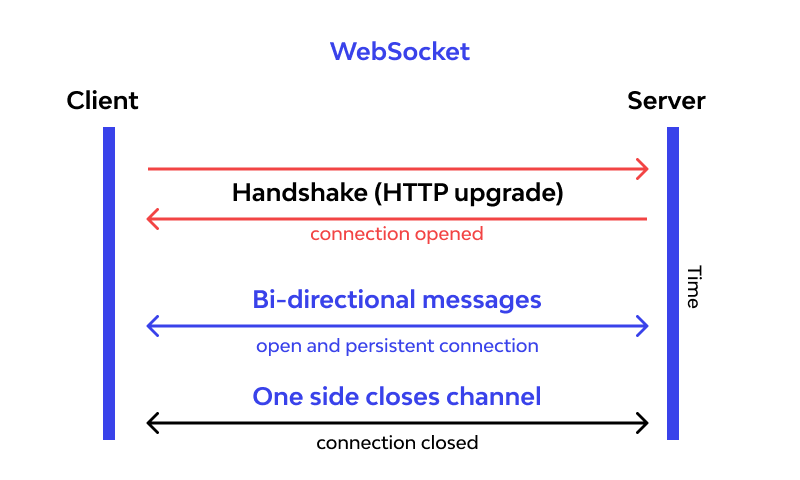 WebSocket
Client
Server
Handshake (HTTP upgrade)
connection opened
Time
Bi-directional messages
open and persistent connection
One side closes channel
connection closed